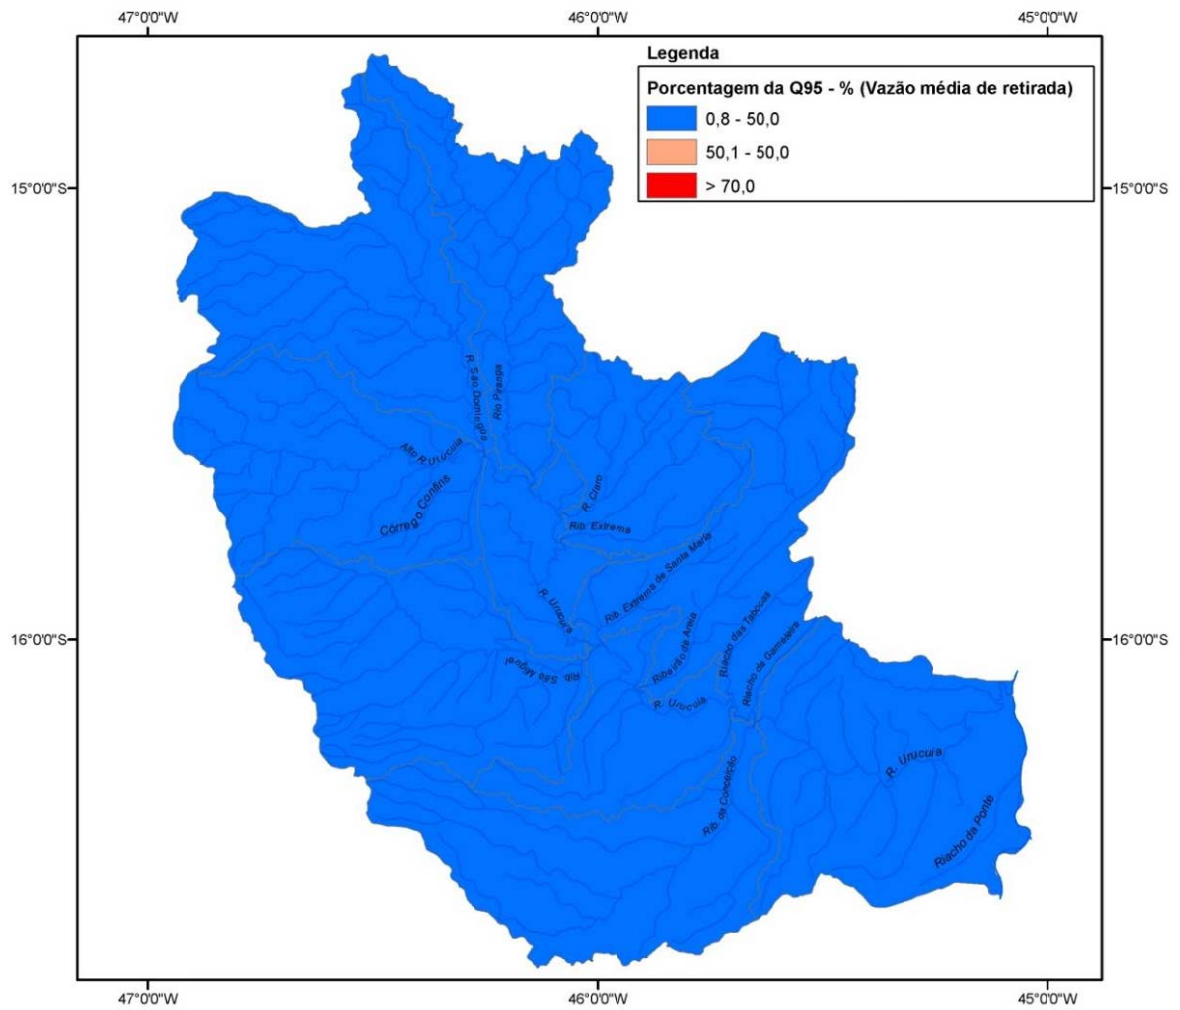 47°0'0"W 46°0'0"W 45°0'0"W
Legenda
Porcentagem da Q95 - % (Vazão média de retirada)
0,8 - 50,0
50,1 - 50,0
> 70,0
15°0'0"S 15°0'0"S
R. São Domingos
Rio Piranga
Alto R. Urucuia
Córrego Confins
R. Claro
Rib. Extrema
Rib. Extrema de Santa Maria
R. Urucuia
16°0'0"S 16°0'0"S
Rib. São Miguel
Ribeirão da Areia
Riacho das Tabocas
Riacho de Gameleira
R. Urucuia
R. Urucuia
Rib. da Conceição
Riacho da Ponte
47°0'0"W 46°0'0"W 45°0'0"W